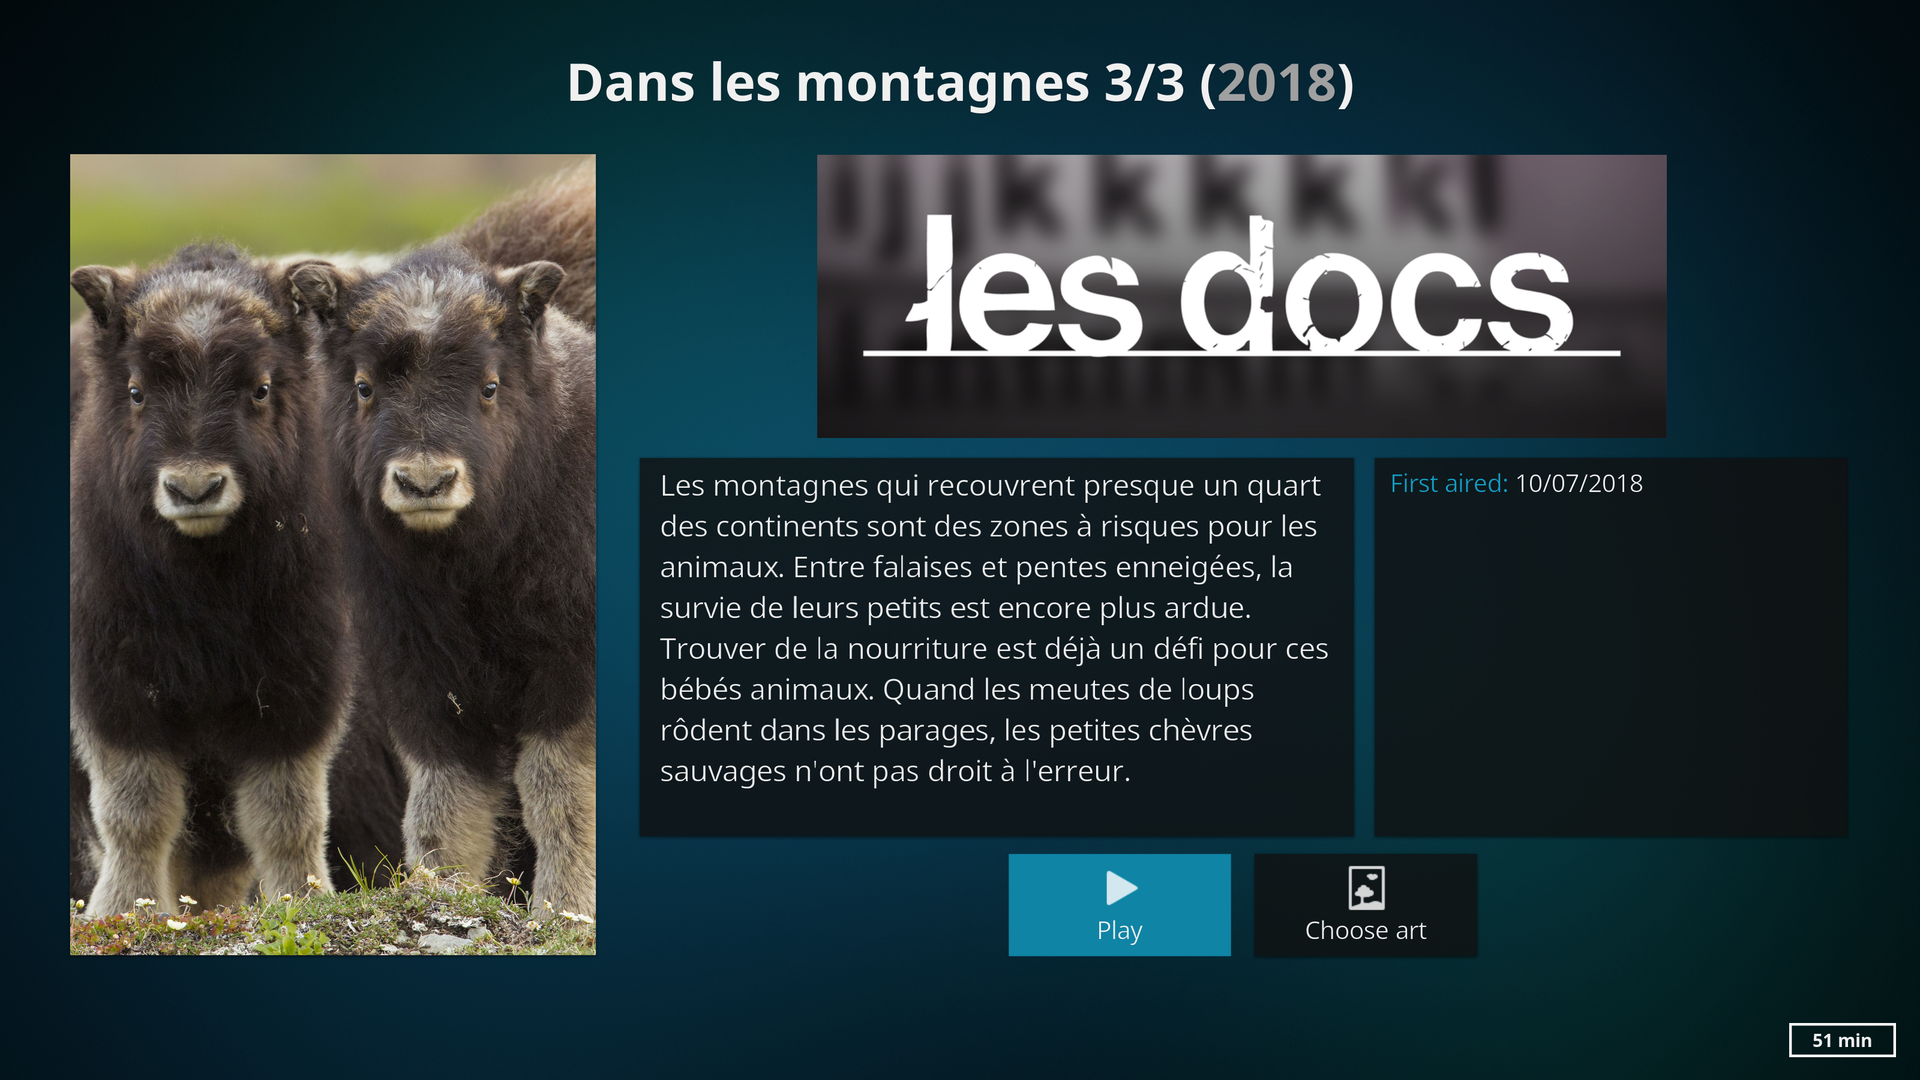 Dans les montagnes 3/3 (2018)
les docs
Les montagnes qui recouvrent presque un quart
des continents sont des zones à risques pour les
animaux. Entre falaises et pentes enneigées, la
survie de leurs petits est encore plus ardue.
Trouver de la nourriture est déjà un défi pour ces
bébés animaux. Quand les meutes de loups
rôdent dans les parages, les petites chèvres
sauvages n'ont pas droit à l'erreur.
First aired: 10/07/2018
Play
Choose art
51 min